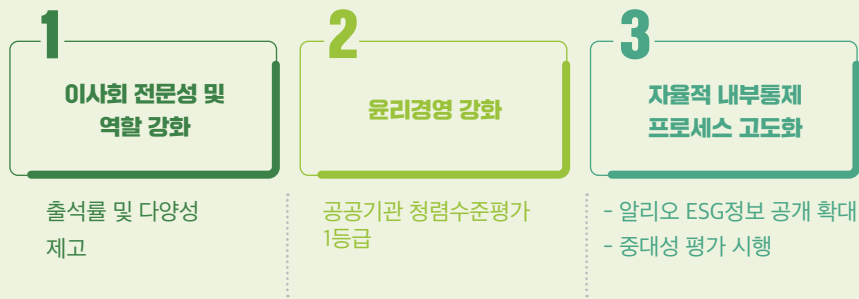 1
이사회 전문성 및
역할 강화
출석률 및 다양성
제고
2
윤리경영 강화
공공기관 청렴수준평가
1등급
3
자율적 내부통제
프로세스 고도화
- 알리오 ESG정보 공개 확대
- 중대성 평가 시행